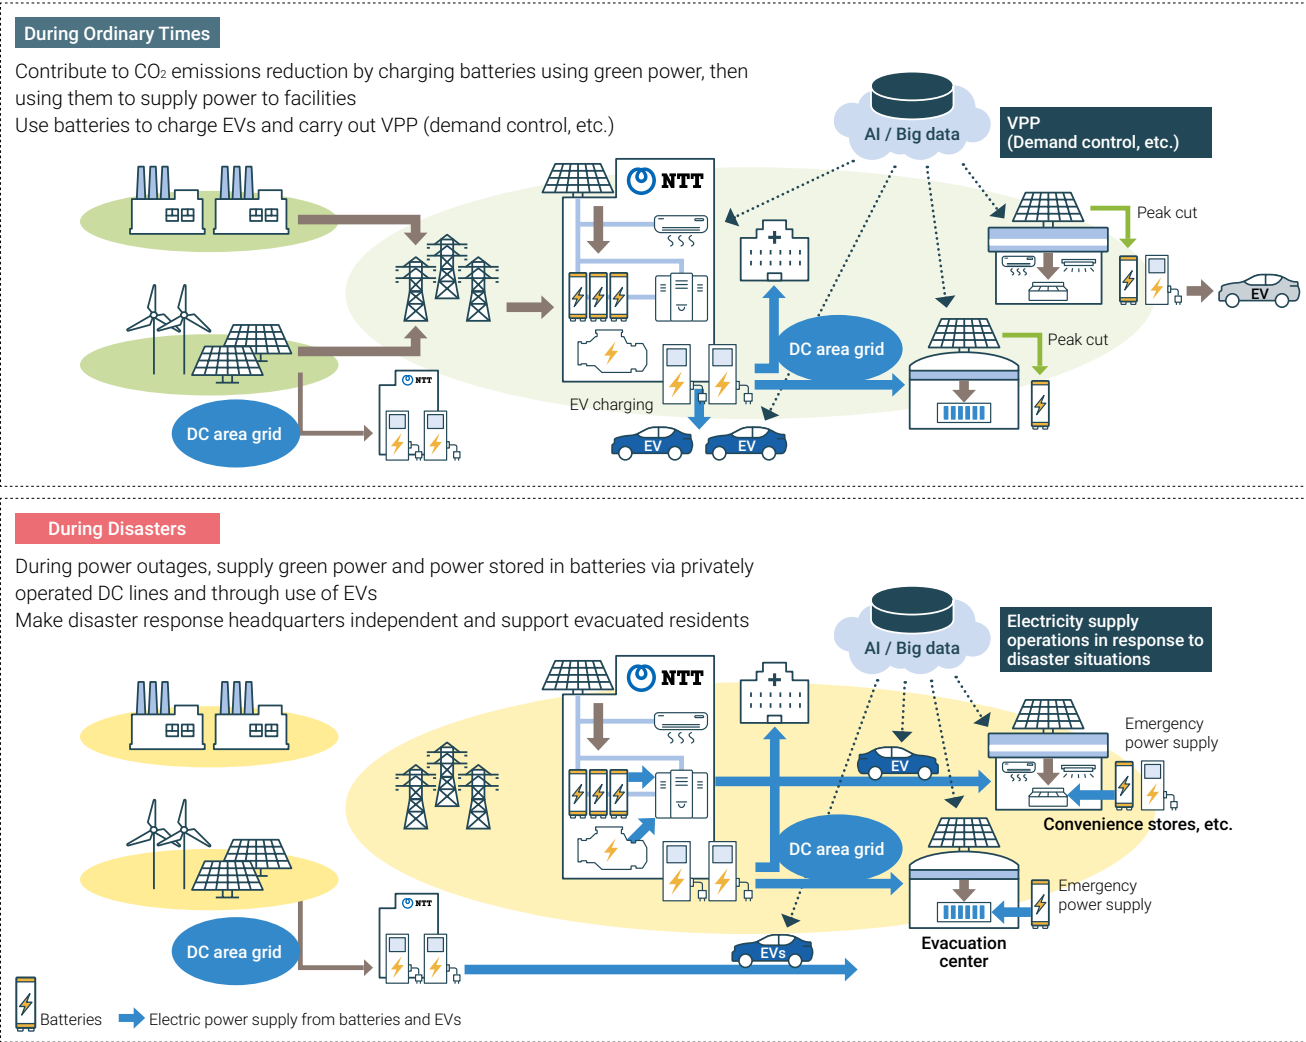 During Ordinary Times
Contribute to CO₂ emissions reduction by charging batteries using green power, then
using them to supply power to facilities
Use batteries to charge EVs and carry out VPP (demand control, etc.)
AI / Big data
VPP
(Demand control, etc.)
NTT
Peak cut
EV
DC area grid
Peak cut
NTT
EV charging
DC area grid
EV
EV
During Disasters
During power outages, supply green power and power stored in batteries via privately
operated DC lines and through use of EVs
Make disaster response headquarters independent and support evacuated residents
AI / Big data
Electricity supply
operations in response to
disaster situations
NTT
Emergency
power supply
EV
Convenience stores, etc.
DC area grid
Emergency
power supply
NTT
DC area grid
EVs
Evacuation
center
Batteries
Electric power supply from batteries and EVs